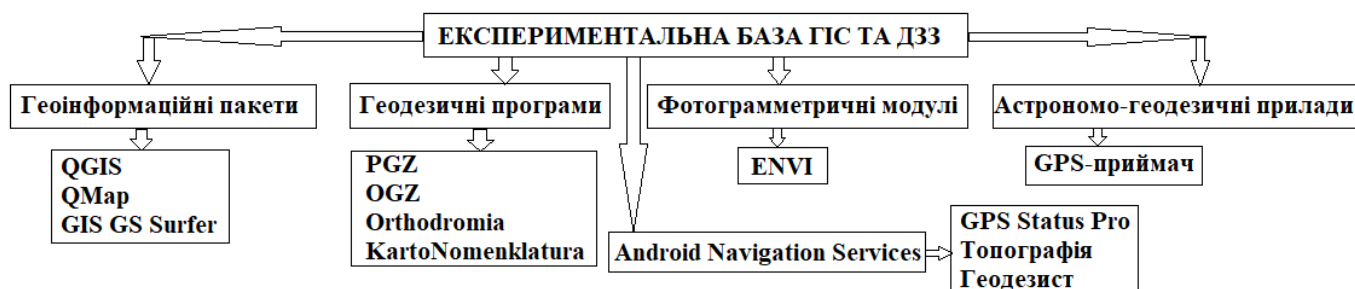 ЕКСПЕРИМЕНТАЛЬНА БАЗА ГІС ТА ДЗЗ
Геоінформаційні пакети
QGIS
QMap
GIS GS Surfer
Геодезичні програми
PGZ
OGZ
Orthodromia
KartoNomenklatura
Фотограмметричні модулі
ENVI
Астрономо-геодезичні прилади
GPS-приймач
Android Navigation Services
GPS Status Pro
Топографія
Геодезист